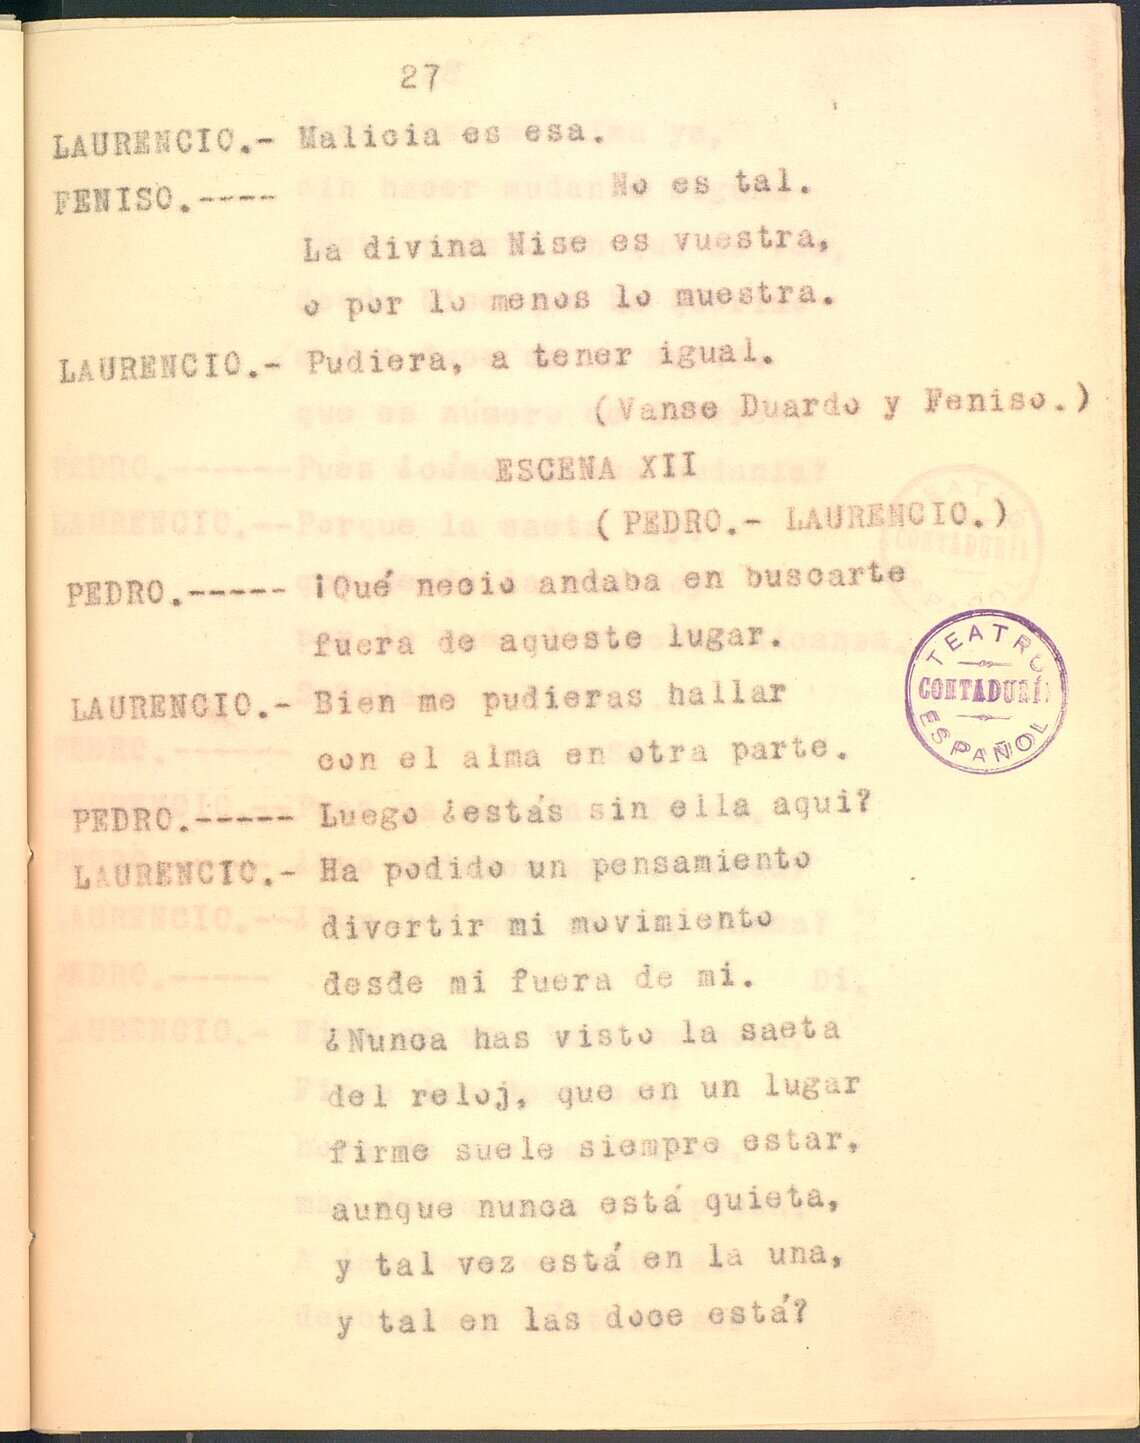 27
LAURENCIO.- Malicia es esa.
FENISO.---- No es tal.
La divina Nise es vuestra,
o por lo menos lo muestra.
LAURENCIO.- Pudiera, a tener igual.
(Vanse Duardo y Feniso.)
ESCENA XII
(PEDRO.- LAURENCIO.)
PEDRO.----- ¡Qué necio andaba en buscarte
fuera de aqueste lugar.
LAURENCIO.- Bien me pudieras hallar
con el alma en otra parte.
PEDRO.----- Luego ¿estás sin ella aqui?
LAURENCIO.- Ha podido un pensamiento
divertir mi movimiento
desde mi fuera de mi.
¿Nunca has visto la saeta
del reloj, que en un lugar
firme suele siempre estar,
aunque nunca está quieta,
y tal vez está en la una,
y tal en las doce está?
TEATRO
CONTADURÍA
ESPAÑOL